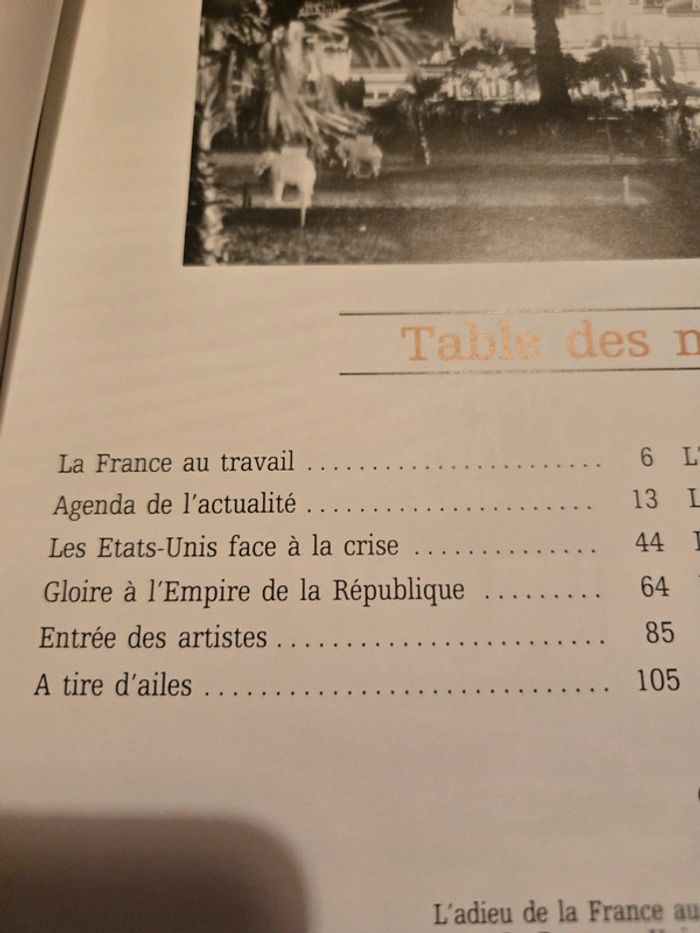 Table des
La France au travail ........................ 6
Agenda de l'actualité ........................ 13
Les Etats-Unis face à la crise ............... 44
Gloire à l'Empire de la République ......... 64
Entrée des artistes ........................... 85
A tire d'ailes ................................ 105
L'adieu de la France au